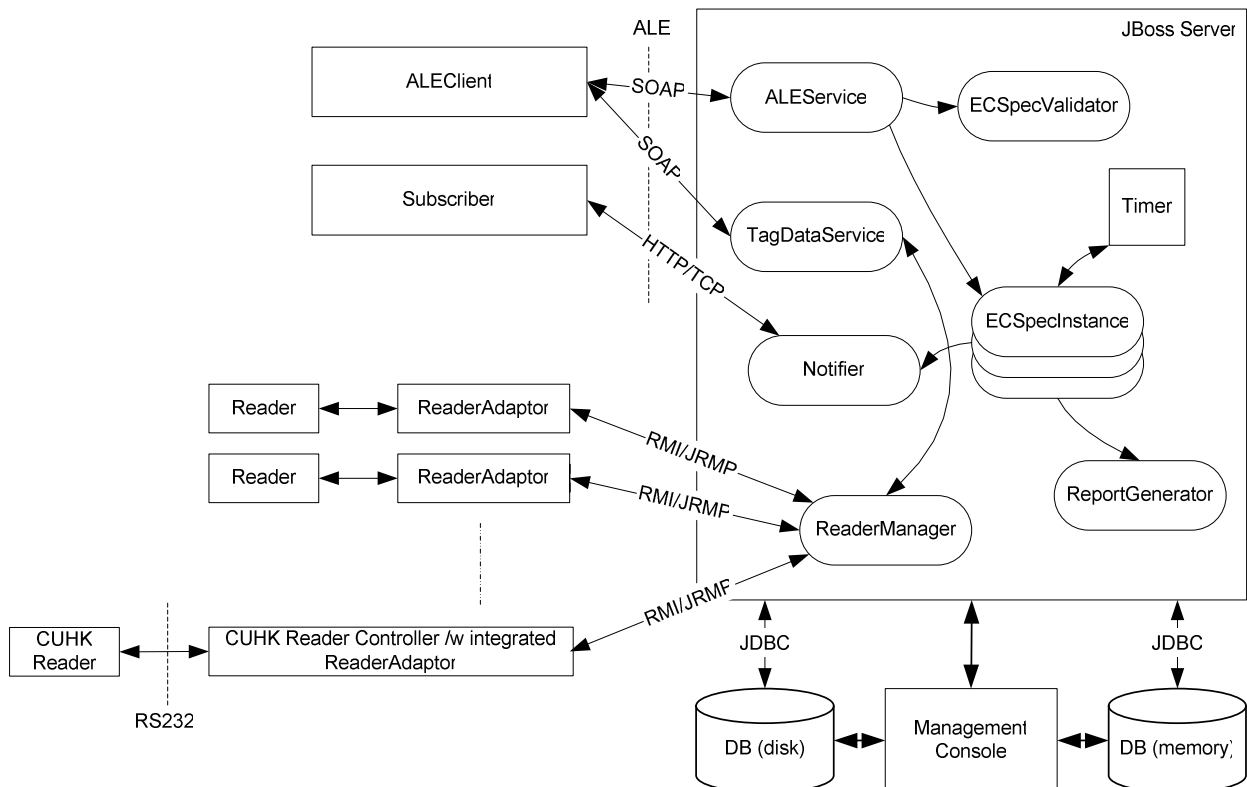 ALE
JBoss Server
ALEClient
SOAP
ALEService
ECSpecValidator
SOAP
Subscriber
Timer
TagDataService
HTTP/TCP
ECSpecInstance
Notifier
Reader
ReaderAdaptor
RMI/JRMP
Reader
ReaderAdaptor
RMI/JRMP
ReportGenerator
ReaderManager
RMI/JRMP
CUHK
Reader
CUHK Reader Controller /w integrated
ReaderAdaptor
JDBC
JDBC
RS232
DB (disk)
Management
Console
DB (memory)